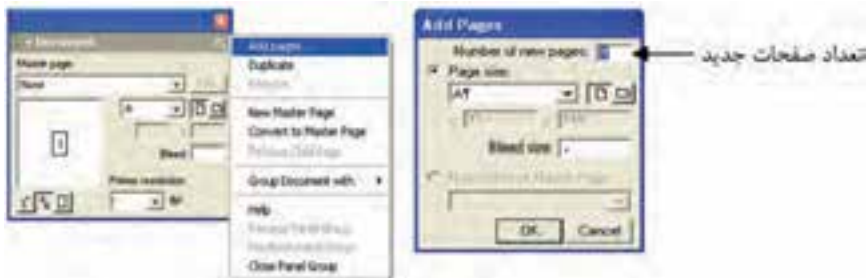 Document
Master page:
None
Bleed
Printer resolution:
Add pages...
Duplicate
New Master Page
Convert to Master Page
Group Document with
Help
Close Panel Group
Add Pages
Number of new pages:
Page size:
Bleed size
OK
Cancel
تعداد صفحات جدید